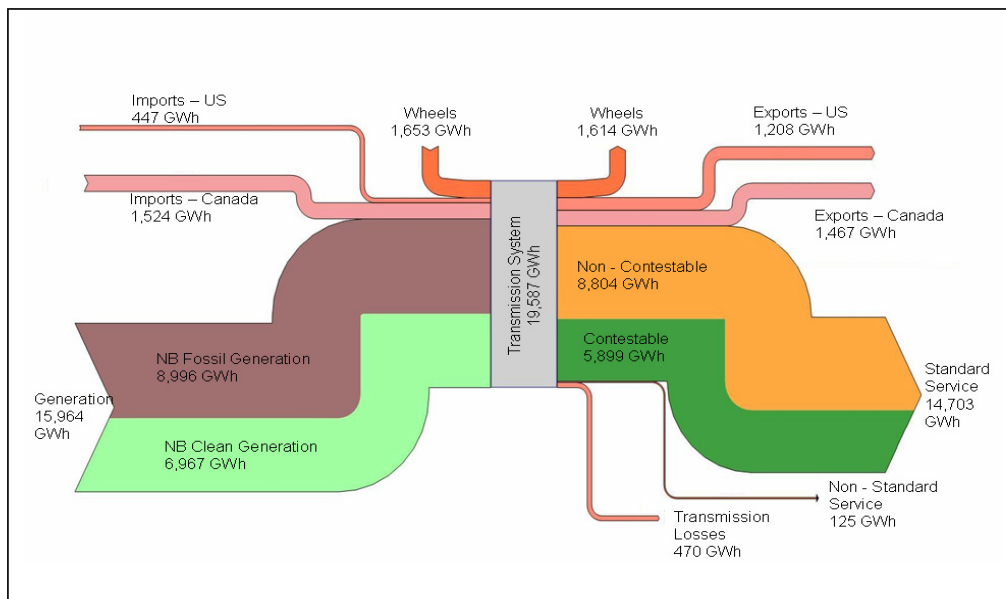 Imports – US
447 GWh
Wheels
1,653 GWh
Wheels
1,614 GWh
Exports – US
1,208 GWh
Imports – Canada
1,524 GWh
Exports – Canada
1,467 GWh
Transmission System
19,587 GWh
Non - Contestable
8,804 GWh
Contestable
5,899 GWh
NB Fossil Generation
8,996 GWh
Generation
15,964
GWh
NB Clean Generation
6,967 GWh
Standard
Service
14,703
GWh
Non - Standard
Service
125 GWh
Transmission
Losses
470 GWh